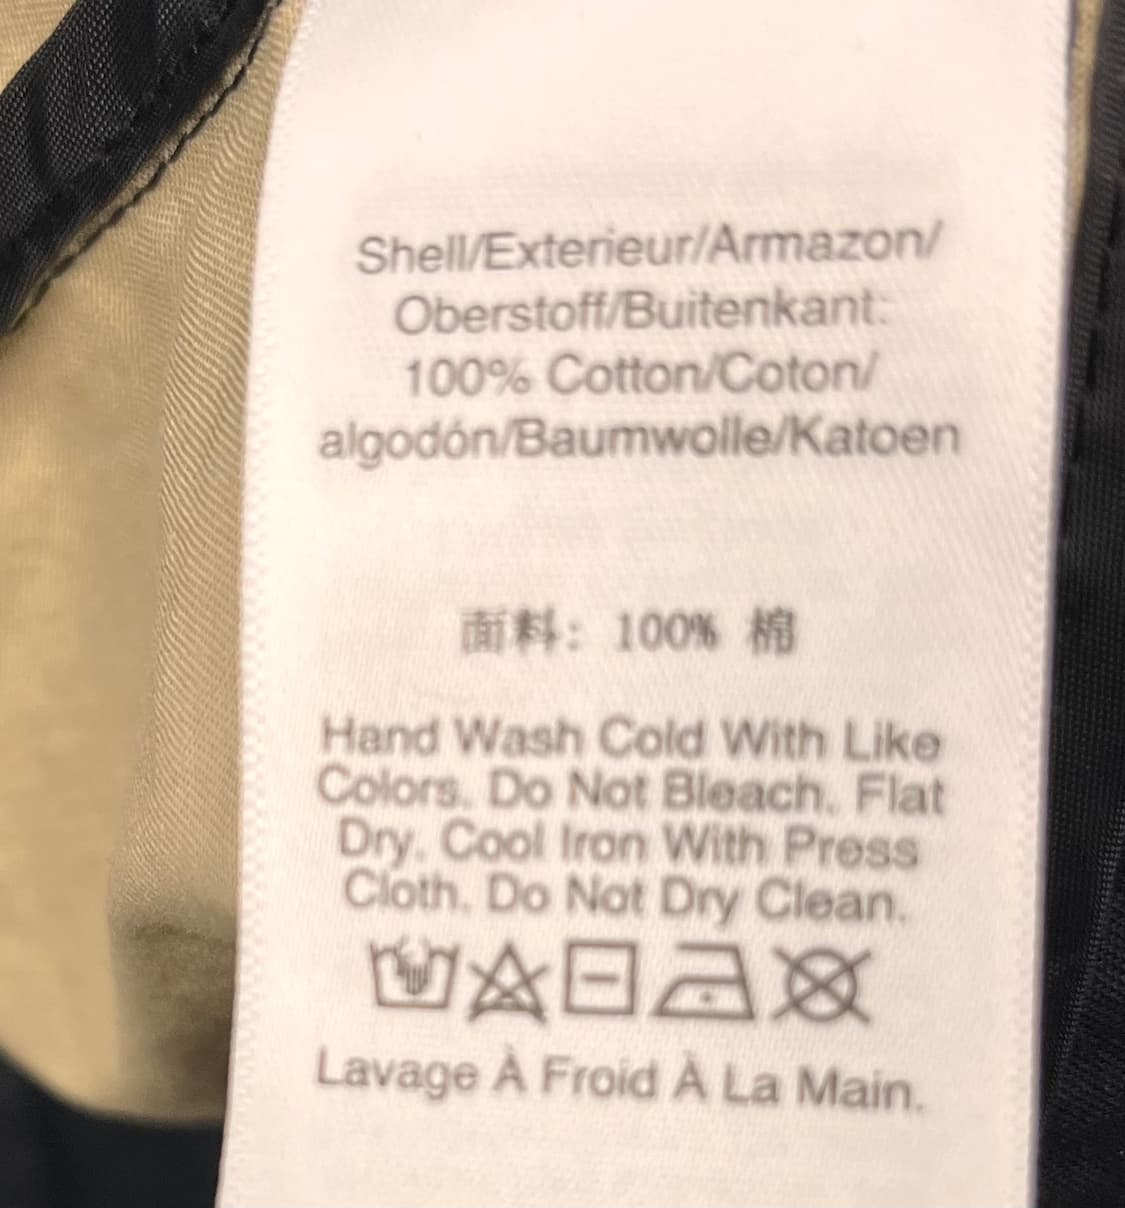 Shell/Exterieur/Armazon/
Oberstoff/Buitenkant:
100% Cotton/Coton/
algodón/Baumwolle/Katoen
面料: 100% 棉
Hand Wash Cold With Like
Colors. Do Not Bleach. Flat
Dry. Cool Iron With Press
Cloth. Do Not Dry Clean.
Lavage À Froid À La Main.